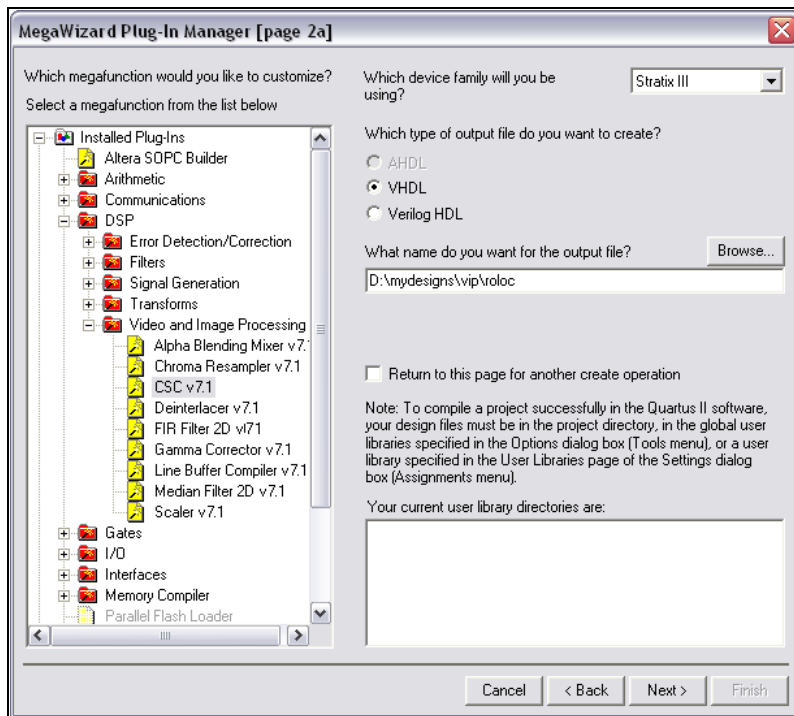 MegaWizard Plug-In Manager [page 2a]
Which megafunction would you like to customize?
Select a megafunction from the list below
Installed Plug-Ins
Altera SOPC Builder
Arithmetic
Communications
DSP
Error Detection/Correction
Filters
Signal Generation
Transforms
Video and Image Processing
Alpha Blending Mixer v7.
Chroma Resampler v7.1
CSC v7.1
Deinterlacer v7.1
FIR Filter 2D vl71
Gamma Corrector v7.1
Line Buffer Compiler v7.1
Median Filter 2D v7.1
Scaler v7.1
Gates
I/O
Interfaces
Memory Compiler
Parallel Flash Loader
Which device family will you be
using?
Stratix III
Which type of output file do you want to create?
AHDL
VHDL
Verilog HDL
What name do you want for the output file?
Browse...
D:\mydesigns\vip\roloc
Return to this page for another create operation
Note: To compile a project successfully in the Quartus II software,
your design files must be in the project directory, in the global user
libraries specified in the Options dialog box (Tools menu), or a user
library specified in the User Libraries page of the Settings dialog
box (Assignments menu).
Your current user library directories are:
Cancel
< Back
Next >
Finish